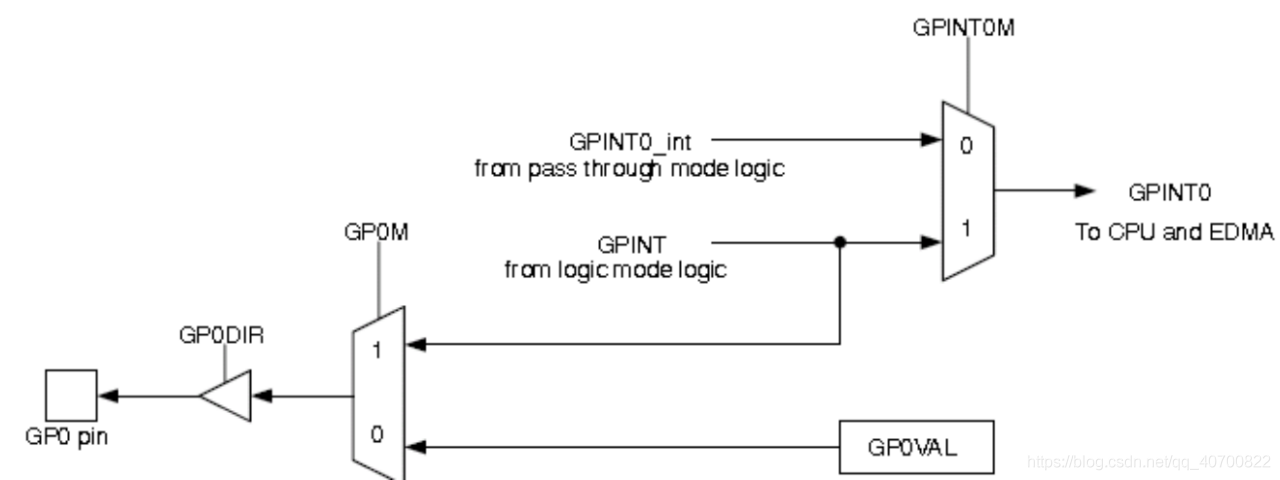 GPINT0M
GPINT0_int
from pass through mode logic
0
GPINT0
To CPU and EDMA
1
GPINT
from logic mode logic
GP0M
GP0DIR
1
0
GP0 pin
GP0VAL
https://blog.csdn.net/qq_40700822